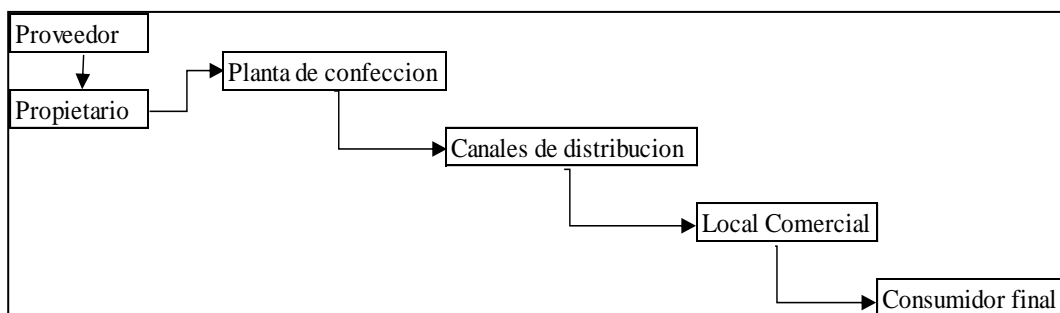 Proveedor
Propietario
Planta de confeccion
Canales de distribucion
Local Comercial
Consumidor final